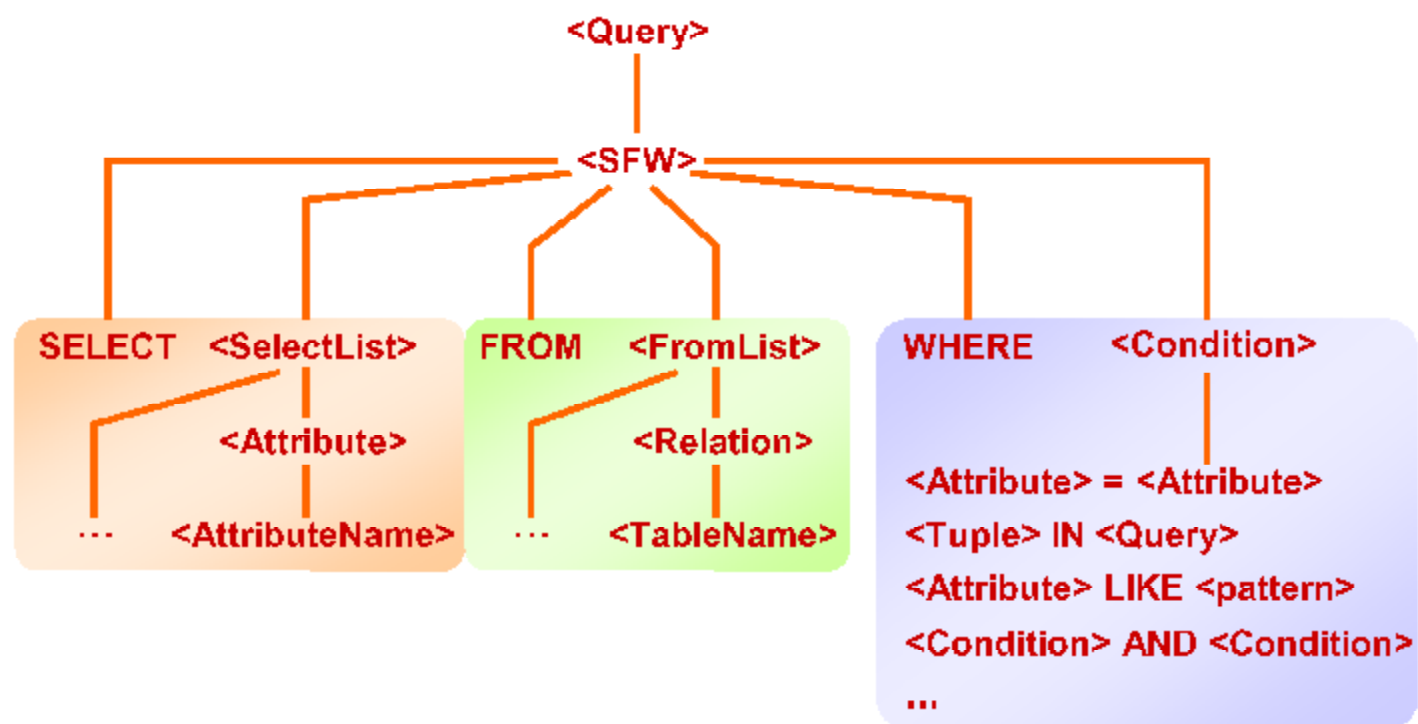 <Query>
<SFW>
SELECT <SelectList> FROM <FromList> WHERE <Condition>
<Attribute> <Relation>
<Attribute> = <Attribute>
... <AttributeName> ... <TableName>
<Tuple> IN <Query>
<Attribute> LIKE <pattern>
<Condition> AND <Condition>
...